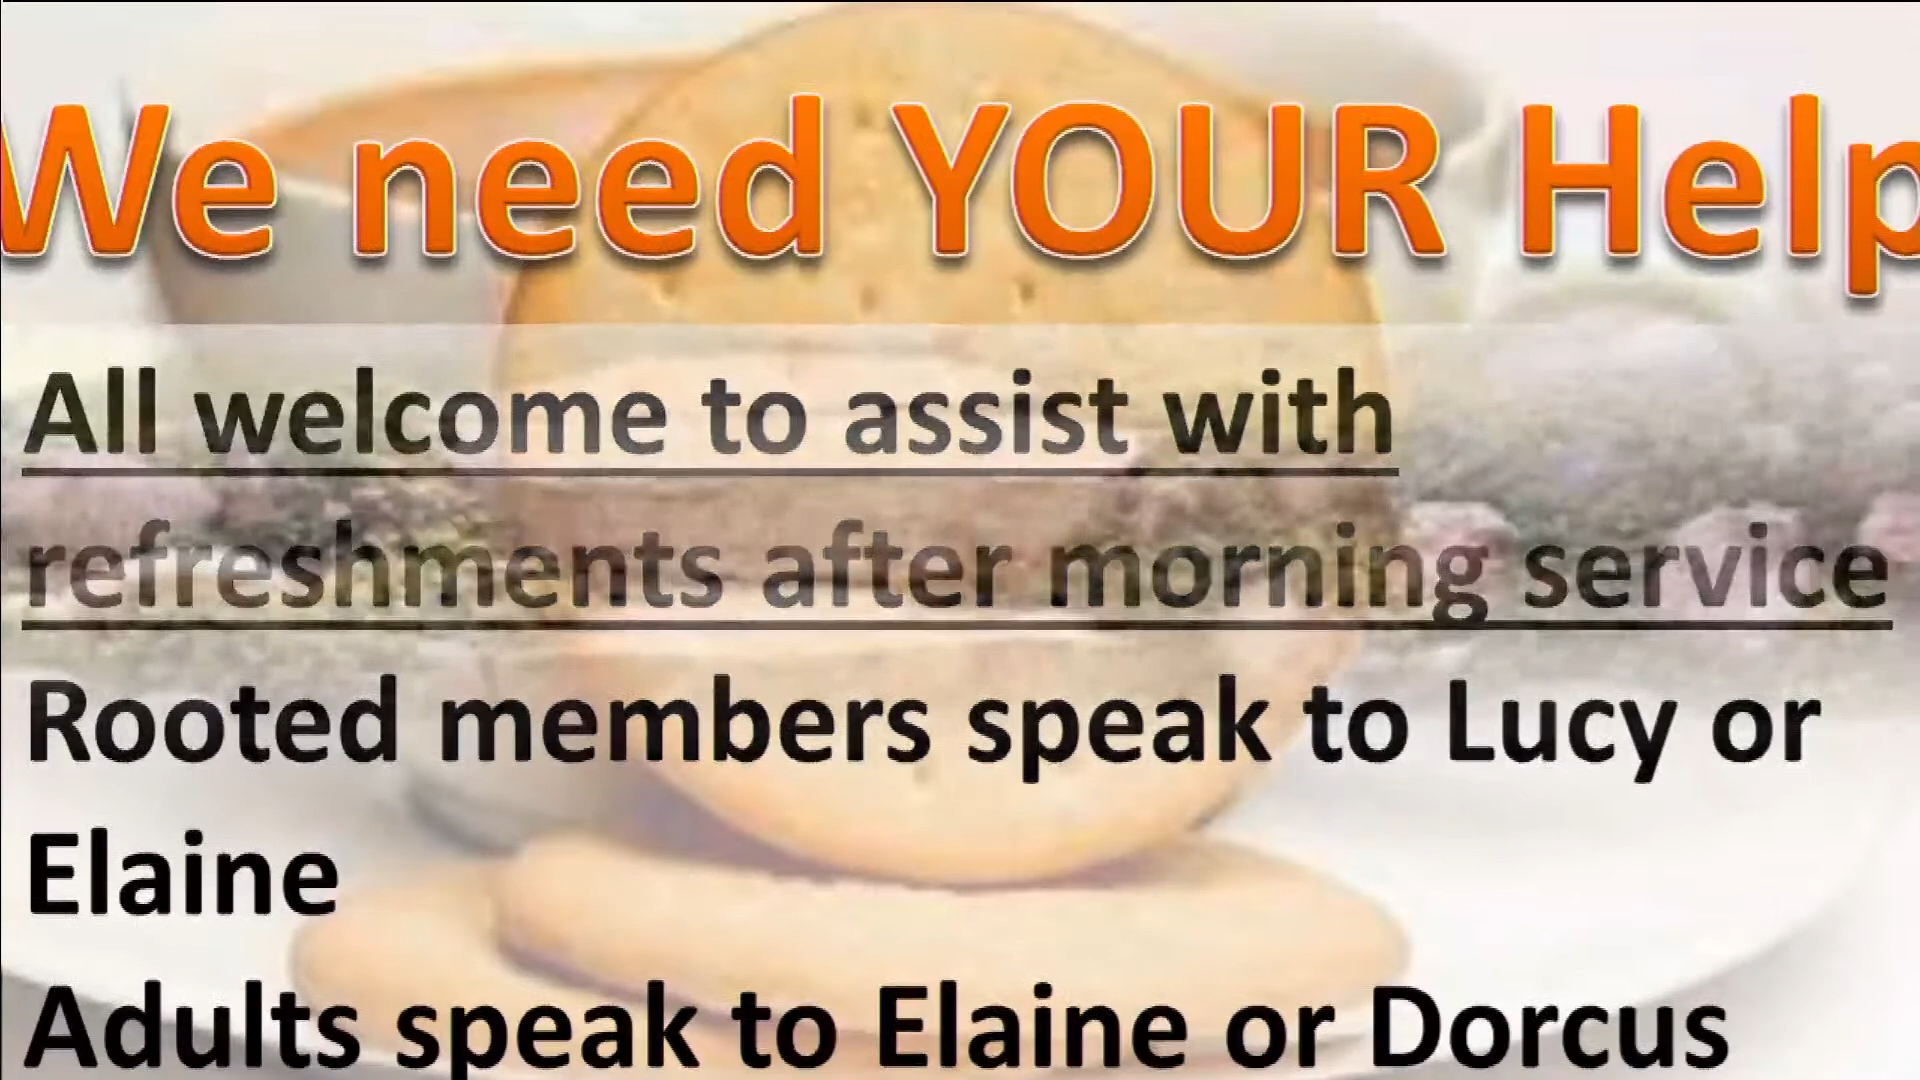 We need YOUR Help
All welcome to assist with
refreshments after morning service
Rooted members speak to Lucy or
Elaine
Adults speak to Elaine or Dorcus